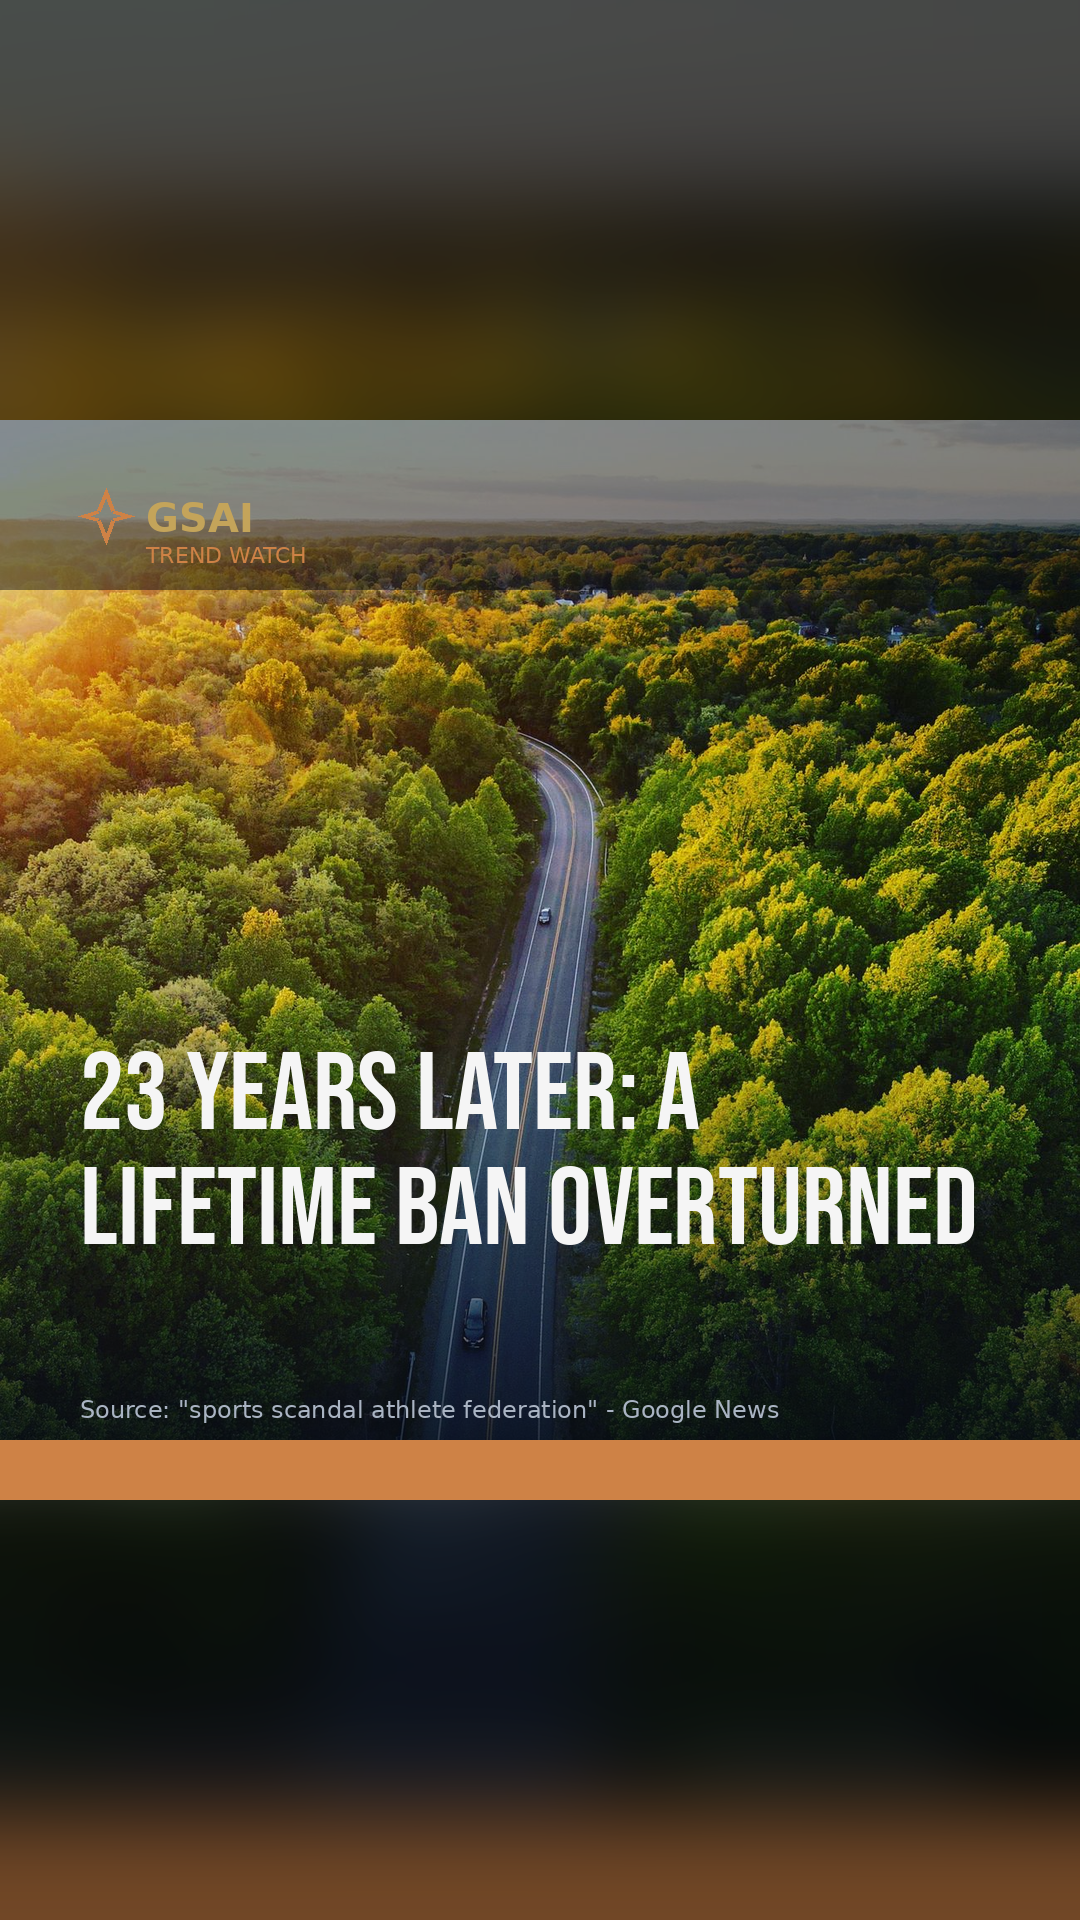 GSAI
TREND WATCH
23 YEARS LATER: A
LIFETIME BAN OVERTURNED
Source: "sports scandal athlete federation" - Google News